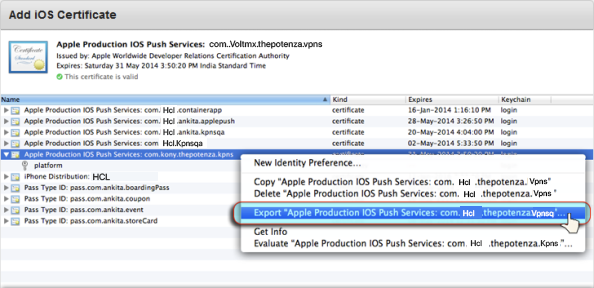 Add iOS Certificate
Apple Production IOS Push Services: com.Voltmx.thepotenza.vpns
Issued by: Apple Worldwide Developer Relations Certification Authority
Expires: Saturday 31 May 2014 3:50:20 PM India Standard Time
This certificate is valid
Certificate
Standard
Name Kind Expires Keychain
Apple Production IOS Push Services: com. Hcl .containerapp certificate 16-Jan-2014 1:16:10 PM login
Apple Production IOS Push Services: com. Hcl .ankita.applepush certificate 28-May-2014 3:26:50 PM login
Apple Production IOS Push Services: com. Hcl .ankita.kpnsqa certificate 20-May-2014 4:04:00 PM login
Apple Production IOS Push Services: com Hcl.Kpnsqa certificate 02-May-2014 5:33:50 PM login
Apple Production IOS Push Services: com.kony.thepotenza.kpns
platform
iPhone Distribution: HCL
Pass Type ID: pass.com.ankita.boardingPass
Pass Type ID: pass.com.ankita.coupon
Pass Type ID: pass.com.ankita.event
Pass Type ID: pass.com.ankita.storeCard
New Identity Preference...
Copy "Apple Production IOS Push Services: com. Hcl .thepotenza.Vpns"
Delete "Apple Production IOS Push Services: com. Hcl .thepotenza.Vpns "
Export "Apple Production IOS Push Services: com. Hcl .thepotenza.Vpnsq "...
Get Info
Evaluate "Apple Production IOS Push Services: com. Hcl .thepotenza.Kpns"...